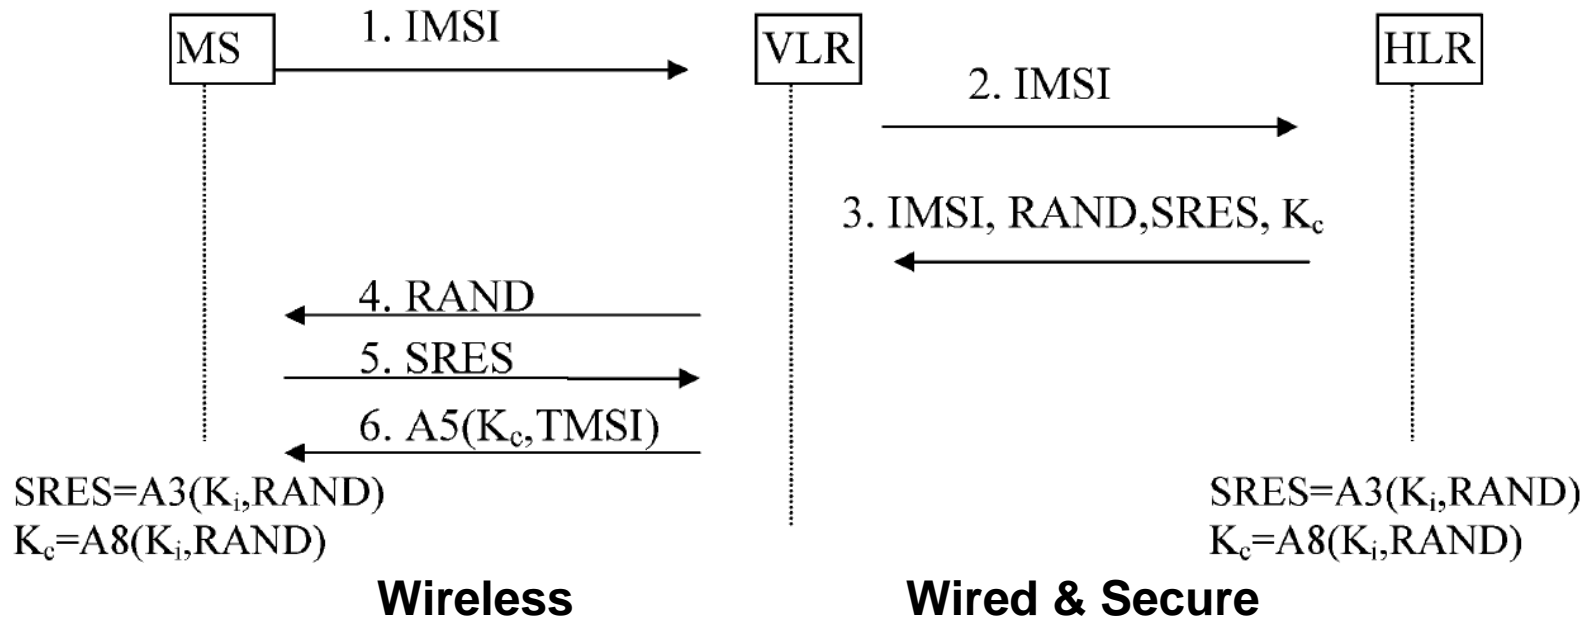 MS
1. IMSI
VLR
HLR
2. IMSI
3. IMSI, RAND,SRES, Kc
4. RAND
5. SRES
6. A5(Kc,TMSI)
SRES=A3(Ki,RAND)
Kc=A8(Ki,RAND)
SRES=A3(Ki,RAND)
Kc=A8(Ki,RAND)
Wireless
Wired & Secure